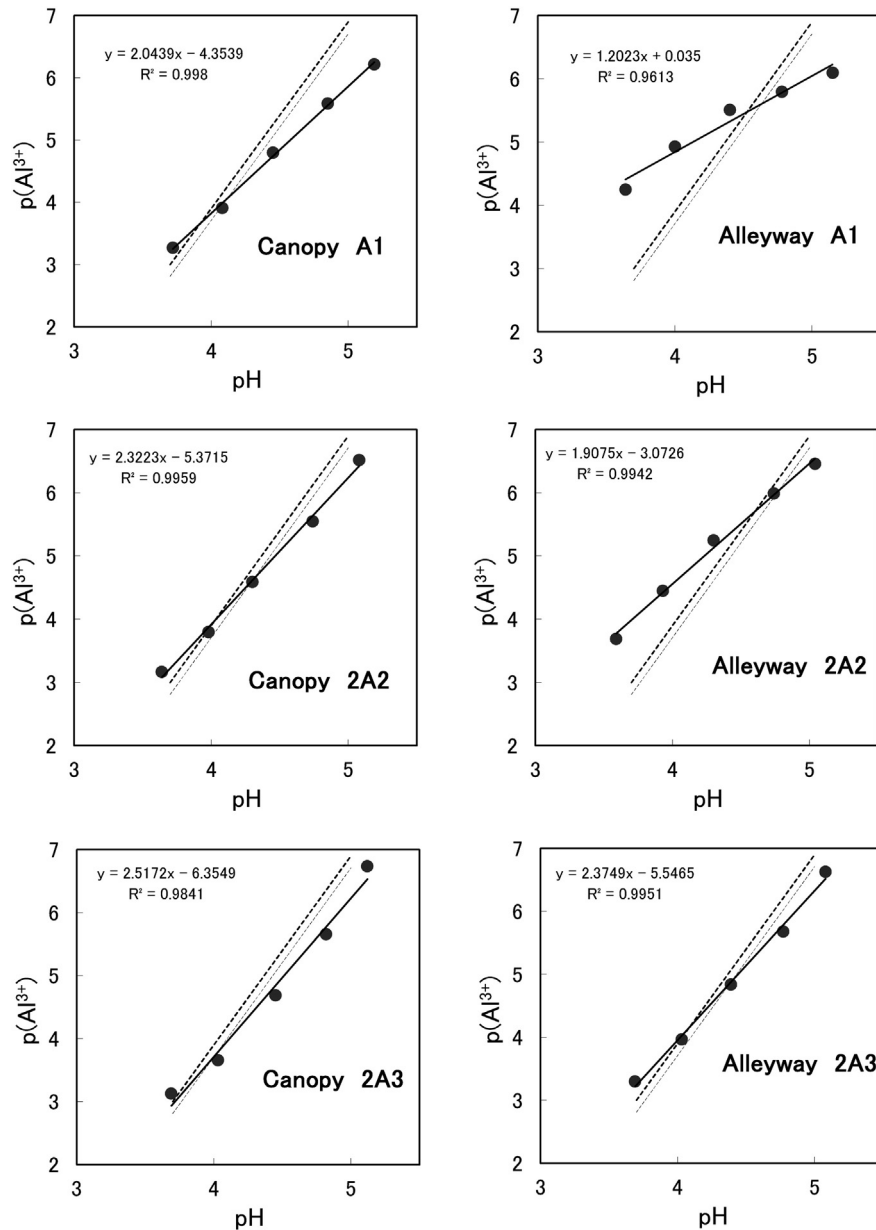 7
6
5
4
3
2
p(Al³⁺)
y = 2.0439x − 4.3539
R² = 0.998
Canopy A1
3
4
5
pH
7
6
5
4
3
2
p(Al³⁺)
y = 1.2023x + 0.035
R² = 0.9613
Alleyway A1
3
4
5
pH
7
6
5
4
3
2
p(Al³⁺)
y = 2.3223x − 5.3715
R² = 0.9959
Canopy 2A2
3
4
5
pH
7
6
5
4
3
2
p(Al³⁺)
y = 1.9075x − 3.0726
R² = 0.9942
Alleyway 2A2
3
4
5
pH
7
6
5
4
3
2
p(Al³⁺)
y = 2.5172x − 6.3549
R² = 0.9841
Canopy 2A3
3
4
5
pH
7
6
5
4
3
2
p(Al³⁺)
y = 2.3749x − 5.5465
R² = 0.9951
Alleyway 2A3
3
4
5
pH